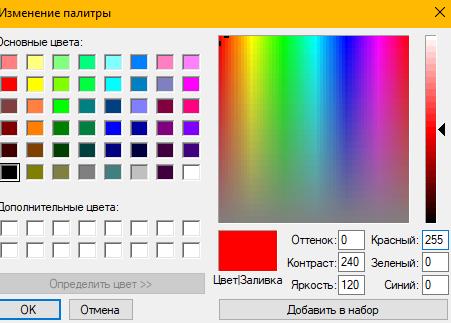 Изменение палитры
Основные цвета:
Дополнительные цвета:
Определить цвет >>
OK
Отмена
Оттенок: 0
Красный: 255
Контраст: 240
Зеленый: 0
Цвет|Заливка
Яркость: 120
Синий: 0
Добавить в набор